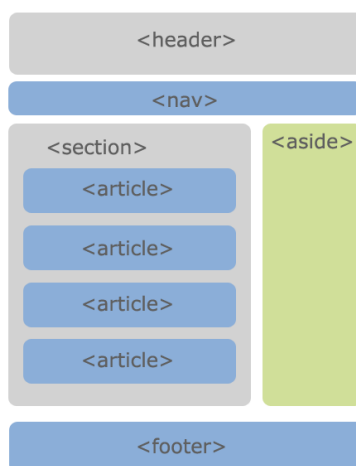 <header>
<nav>
<section>
<aside>
<article>
<article>
<article>
<article>
<footer>